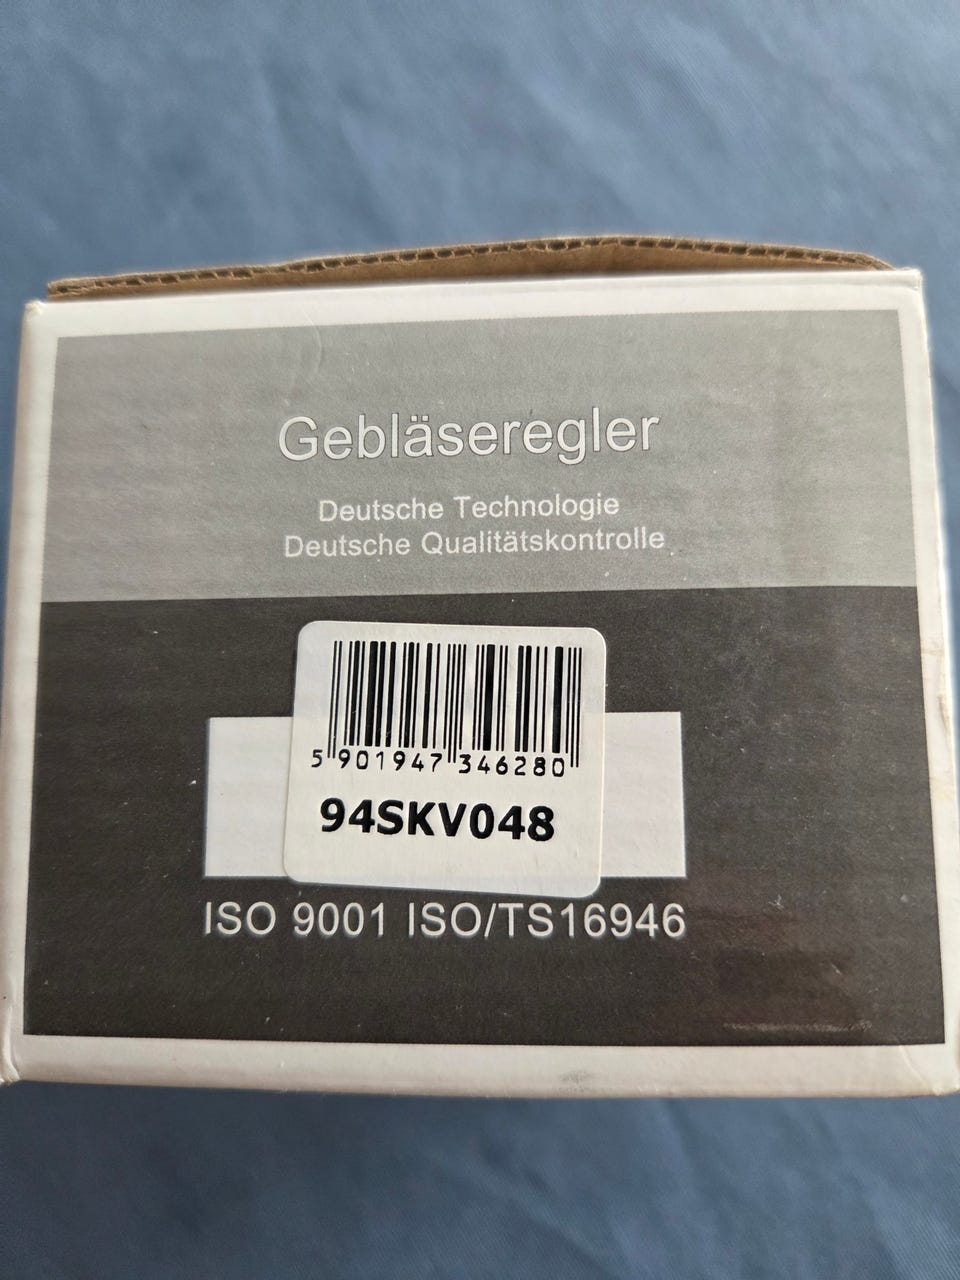 Gebläseregler
Deutsche Technologie
Deutsche Qualitätskontrolle
5 901947 346280
94SKV048
ISO 9001 ISO/TS16946